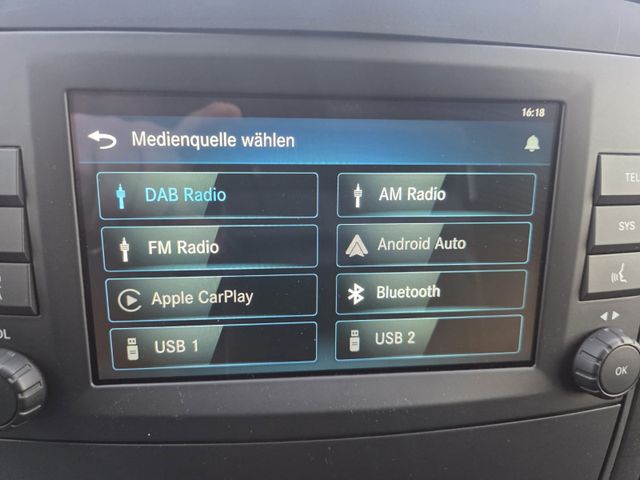 16:18
Medienquelle wählen
DAB Radio
AM Radio
FM Radio
Android Auto
Apple CarPlay
Bluetooth
USB 1
USB 2
TEL
SYS
OK